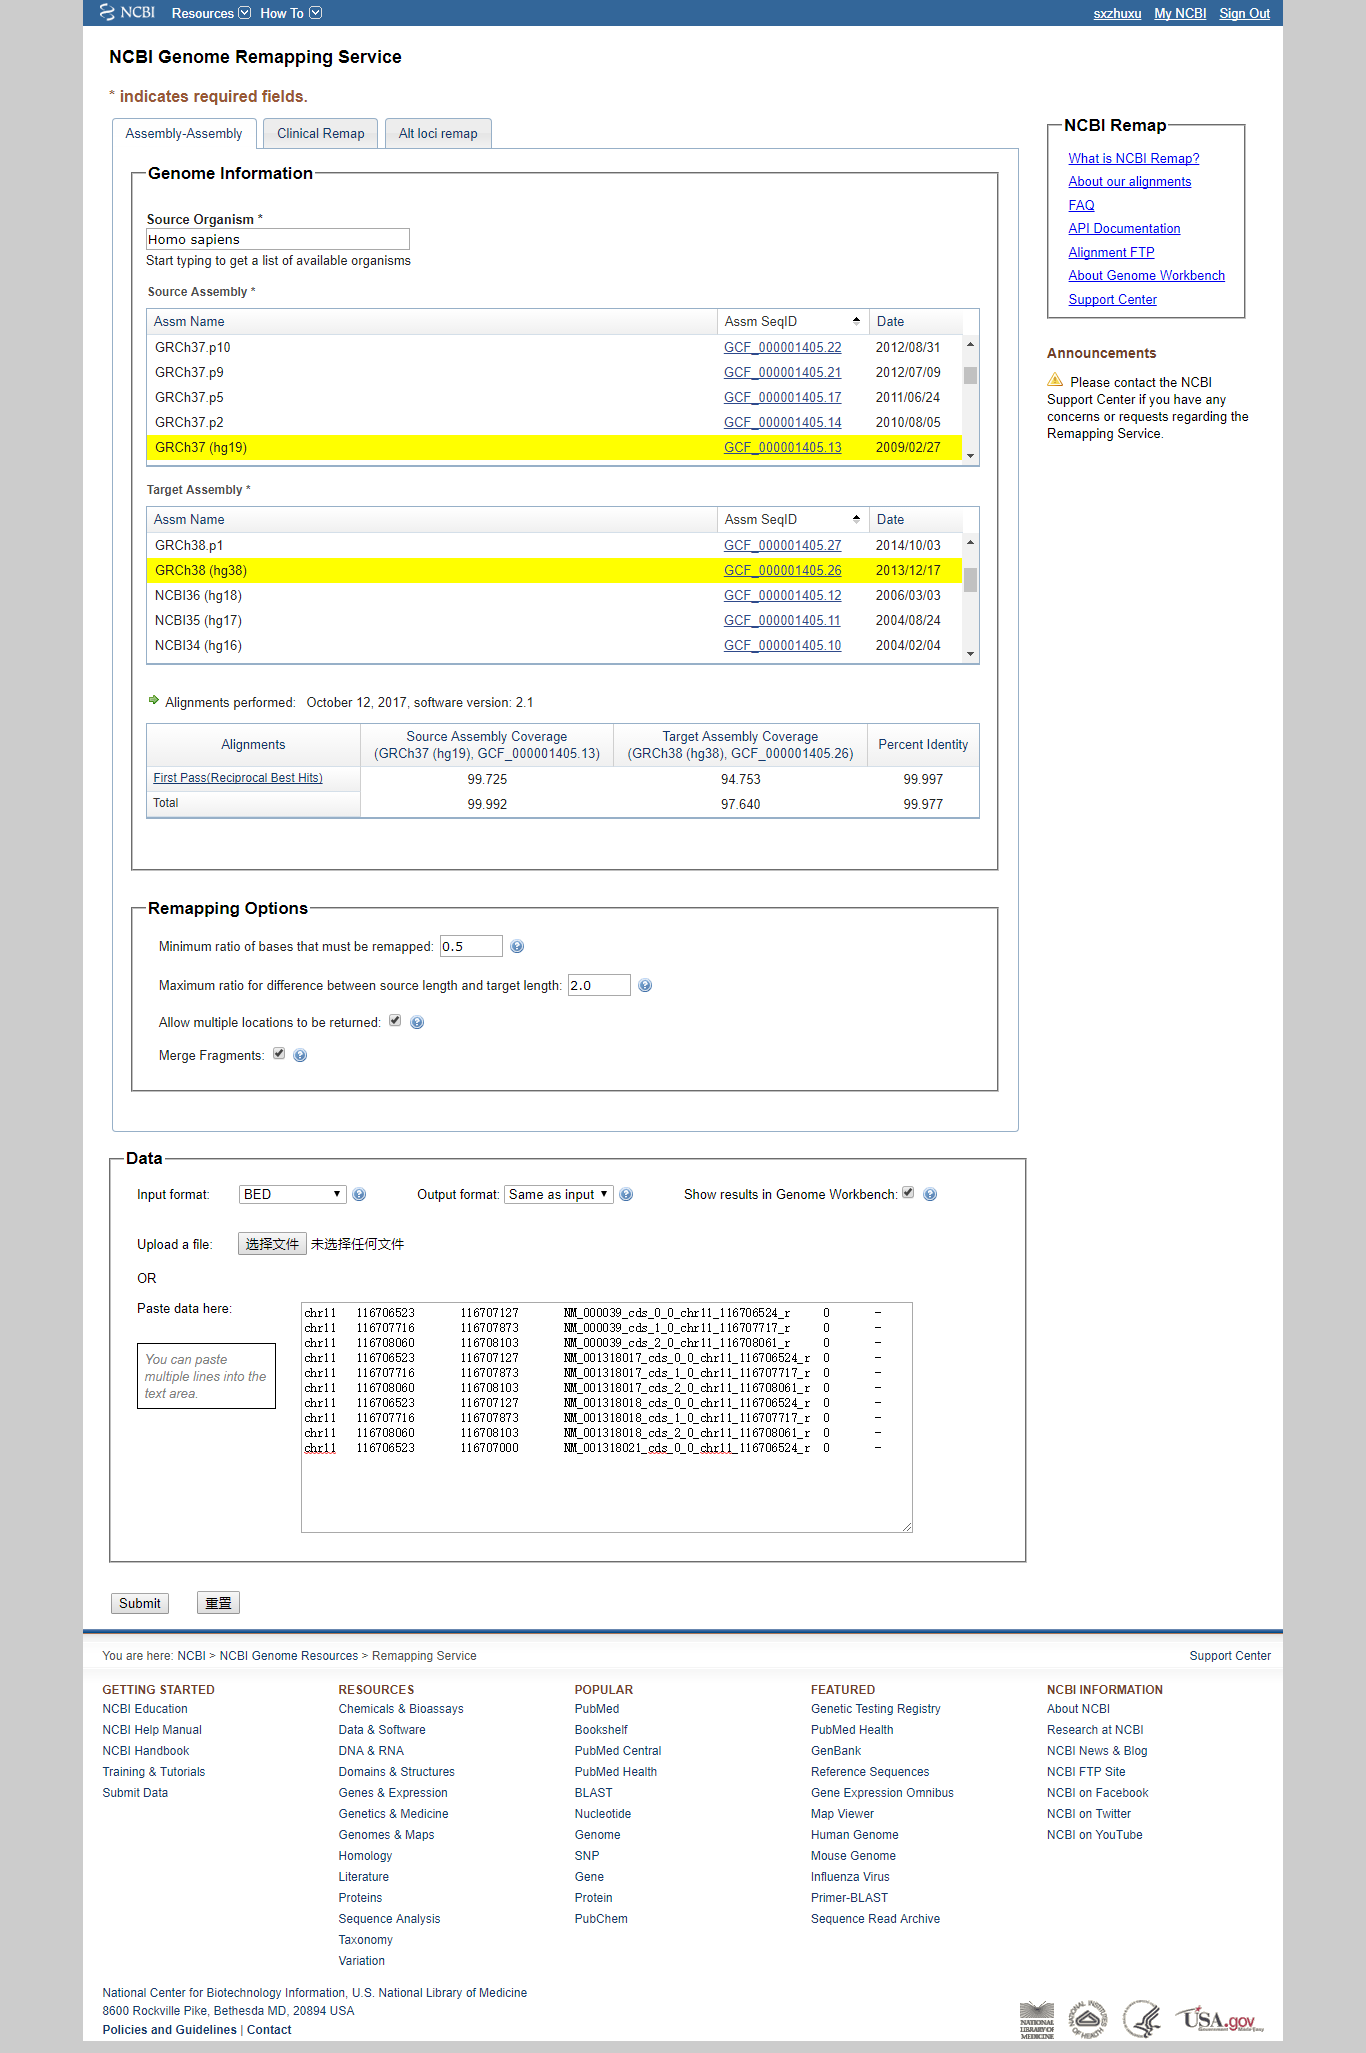 NCBI Resources How To sxzhuxu My NCBI Sign Out
NCBI Genome Remapping Service
* indicates required fields.
Assembly-Assembly Clinical Remap Alt loci remap
Genome Information
Source Organism *
Homo sapiens
Start typing to get a list of available organisms
Source Assembly *
Assm Name Assm SeqID Date
GRCh37.p10 GCF_000001405.22 2012/08/31
GRCh37.p9 GCF_000001405.21 2012/07/09
GRCh37.p5 GCF_000001405.17 2011/06/24
GRCh37.p2 GCF_000001405.14 2010/08/05
GRCh37 (hg19) GCF_000001405.13 2009/02/27
Target Assembly *
Assm Name Assm SeqID Date
GRCh38.p1 GCF_000001405.27 2014/10/03
GRCh38 (hg38) GCF_000001405.26 2013/12/17
NCBI36 (hg18) GCF_000001405.12 2006/03/03
NCBI35 (hg17) GCF_000001405.11 2004/08/24
NCBI34 (hg16) GCF_000001405.10 2004/02/04
Alignments performed: October 12, 2017, software version: 2.1
Alignments Source Assembly Coverage (GRCh37 (hg19), GCF_000001405.13) Target Assembly Coverage (GRCh38 (hg38), GCF_000001405.26) Percent Identity
First Pass(Reciprocal Best Hits) 99.725 94.753 99.997
Total 99.992 97.640 99.977
Remapping Options
Minimum ratio of bases that must be remapped: 0.5
Maximum ratio for difference between source length and target length: 2.0
Allow multiple locations to be returned:
Merge Fragments:
NCBI Remap
What is NCBI Remap?
About our alignments
FAQ
API Documentation
Alignment FTP
About Genome Workbench
Support Center
Announcements
Please contact the NCBI
Support Center if you have any
concerns or requests regarding the
Remapping Service.
Data
Input format: BED Output format: Same as input Show results in Genome Workbench:
Upload a file: 选择文件 未选择任何文件
OR
Paste data here:
You can paste
multiple lines into the
text area.
chr11 116706523 116707127 NM_000039_cds_0_0_chr11_116706524_r 0 -
chr11 116707716 116707873 NM_000039_cds_1_0_chr11_116707717_r 0 -
chr11 116708060 116708103 NM_000039_cds_2_0_chr11_116708061_r 0 -
chr11 116706523 116707127 NM_001318017_cds_0_0_chr11_116706524_r 0 -
chr11 116707716 116707873 NM_001318017_cds_1_0_chr11_116707717_r 0 -
chr11 116708060 116708103 NM_001318017_cds_2_0_chr11_116708061_r 0 -
chr11 116706523 116707127 NM_001318018_cds_0_0_chr11_116706524_r 0 -
chr11 116707716 116707873 NM_001318018_cds_1_0_chr11_116707717_r 0 -
chr11 116708060 116708103 NM_001318018_cds_2_0_chr11_116708061_r 0 -
chr11 116706523 116707000 NM_001318021_cds_0_0_chr11_116706524_r 0 -
Submit 重置
You are here: NCBI > NCBI Genome Resources > Remapping Service Support Center
GETTING STARTED
NCBI Education
NCBI Help Manual
NCBI Handbook
Training & Tutorials
Submit Data
RESOURCES
Chemicals & Bioassays
Data & Software
DNA & RNA
Domains & Structures
Genes & Expression
Genetics & Medicine
Genomes & Maps
Homology
Literature
Proteins
Sequence Analysis
Taxonomy
Variation
POPULAR
PubMed
Bookshelf
PubMed Central
PubMed Health
BLAST
Nucleotide
Genome
SNP
Gene
Protein
PubChem
FEATURED
Genetic Testing Registry
PubMed Health
GenBank
Reference Sequences
Gene Expression Omnibus
Map Viewer
Human Genome
Mouse Genome
Influenza Virus
Primer-BLAST
Sequence Read Archive
NCBI INFORMATION
About NCBI
Research at NCBI
NCBI News & Blog
NCBI FTP Site
NCBI on Facebook
NCBI on Twitter
NCBI on YouTube
National Center for Biotechnology Information, U.S. National Library of Medicine
8600 Rockville Pike, Bethesda MD, 20894 USA
Policies and Guidelines | Contact
NATIONAL
LIBRARY OF
MEDICINE
NATIONAL INSTITUTES OF HEALTH
USA.gov
Government Made Easy